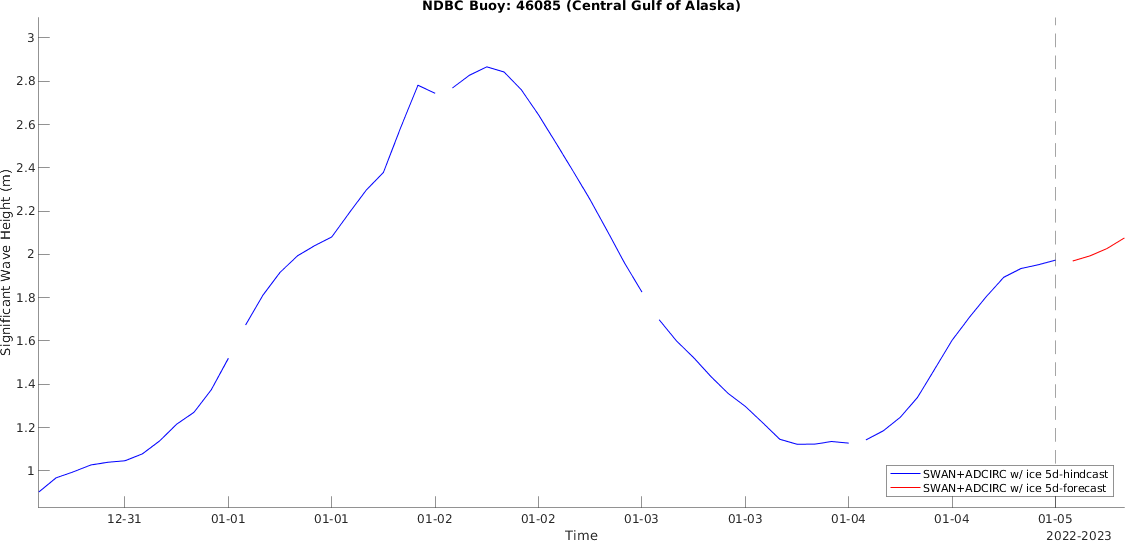 NDBC Buoy: 46085 (Central Gulf of Alaska)
Significant Wave Height (m)
3
2.8
2.6
2.4
2.2
2
1.8
1.6
1.4
1.2
1
SWAN+ADCIRC w/ ice 5d-hindcast
SWAN+ADCIRC w/ ice 5d-forecast
12-31 01-01 01-01 01-02 01-02 01-03 01-03 01-04 01-04 01-05
Time
2022-2023